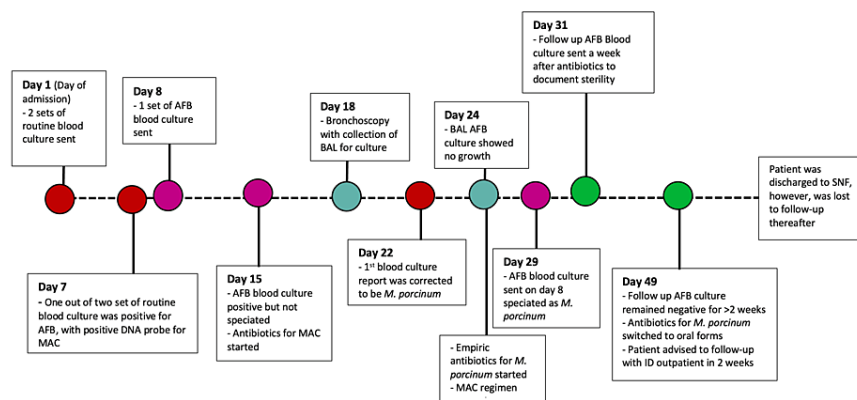 Day 1 (Day of
admission)
- 2 sets of
routine blood
culture sent
Day 8
- 1 set of AFB
blood culture
sent
Day 18
- Bronchoscopy
with collection of
BAL for culture
Day 24
- BAL AFB
culture showed
no growth
Day 31
- Follow up AFB Blood
culture sent a week
after antibiotics to
document sterility
Patient was
discharged to SNF,
however, was lost
to follow-up
thereafter
Day 7
- One out of two set of routine
blood culture was positive for
AFB, with positive DNA probe for
MAC
Day 15
- AFB blood culture
positive but not
speciated
- Antibiotics for MAC
started
Day 22
- 1st blood culture
report was corrected
to be M. porcinum
- Empiric
antibiotics for M.
porcinum started
- MAC regimen
Day 29
- AFB blood culture
sent on day 8
speciated as M.
porcinum
Day 49
- Follow up AFB culture
remained negative for >2 weeks
- Antibiotics for M. porcinum
switched to oral forms
- Patient advised to follow-up
with ID outpatient in 2 weeks